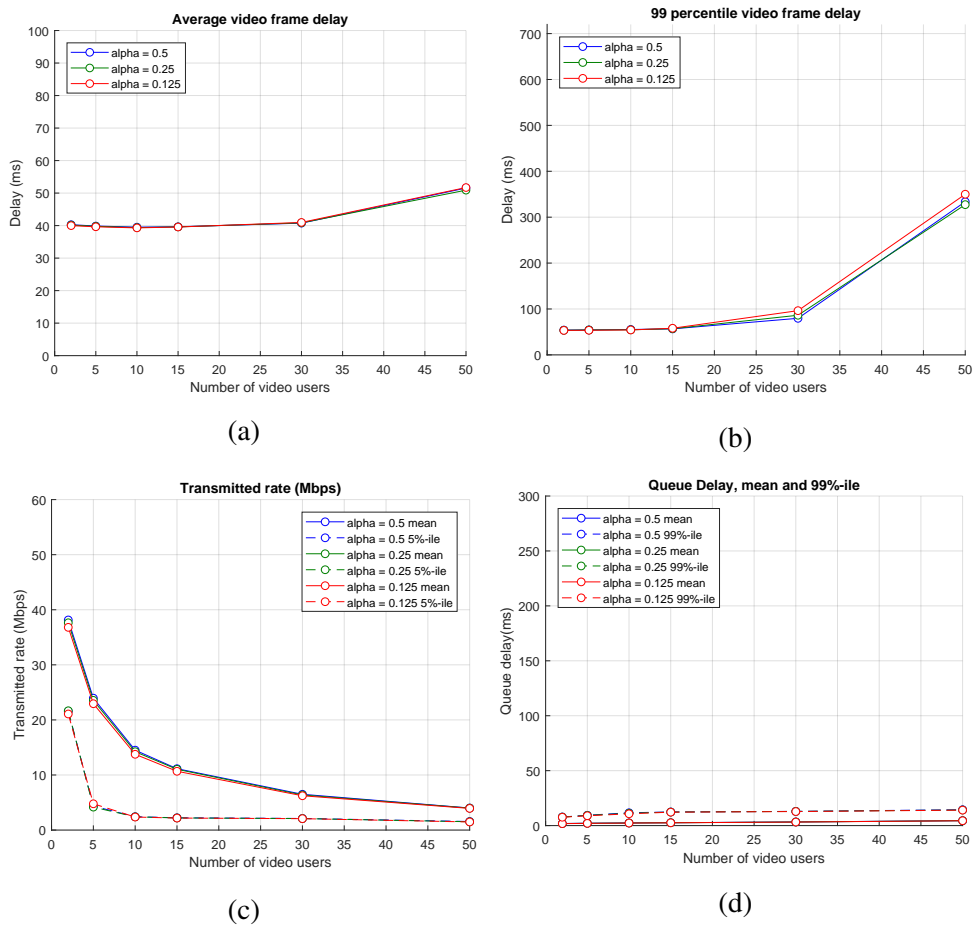 Average video frame delay
100
90
80
70
60
50
40
30
20
10
0
Delay (ms)
alpha = 0.5
alpha = 0.25
alpha = 0.125
0 5 10 15 20 25 30 35 40 45 50
Number of video users
(a)
99 percentile video frame delay
700
600
500
400
300
200
100
0
Delay (ms)
alpha = 0.5
alpha = 0.25
alpha = 0.125
0 5 10 15 20 25 30 35 40 45 50
Number of video users
(b)
Transmitted rate (Mbps)
60
50
40
30
20
10
0
Transmitted rate (Mbps)
alpha = 0.5 mean
alpha = 0.5 5%-ile
alpha = 0.25 mean
alpha = 0.25 5%-ile
alpha = 0.125 mean
alpha = 0.125 5%-ile
0 5 10 15 20 25 30 35 40 45 50
Number of video users
(c)
Queue Delay, mean and 99%-ile
300
250
200
150
100
50
0
Queue delay(ms)
alpha = 0.5 mean
alpha = 0.5 99%-ile
alpha = 0.25 mean
alpha = 0.25 99%-ile
alpha = 0.125 mean
alpha = 0.125 99%-ile
0 5 10 15 20 25 30 35 40 45 50
Number of video users
(d)